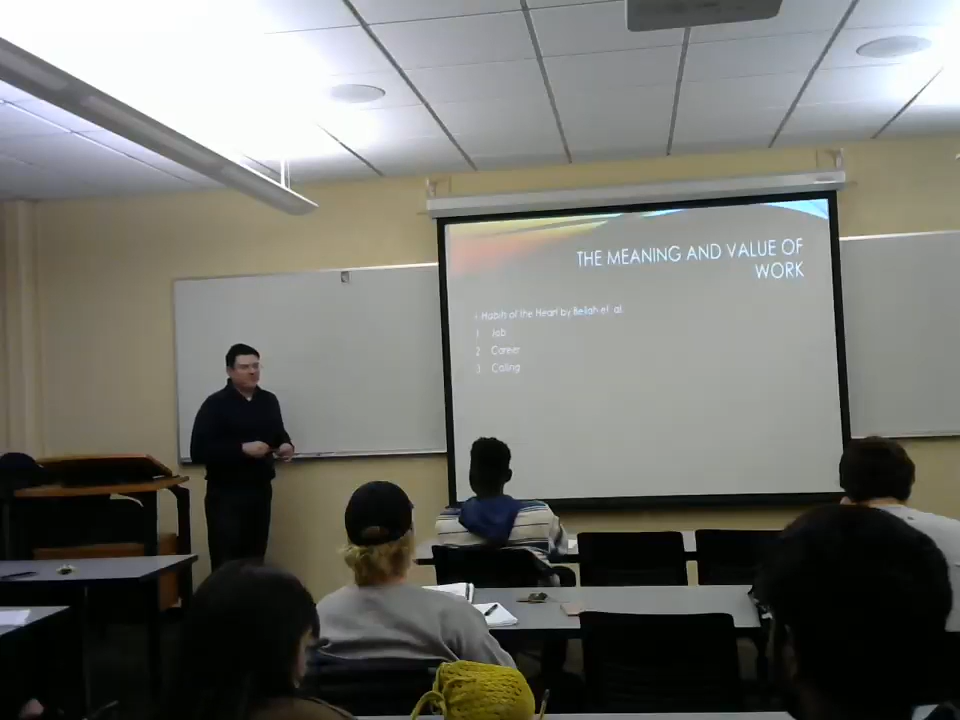 THE MEANING AND VALUE OF
WORK
Habits of the Heart by Bellah et al.
1 Job
2 Career
3 Calling